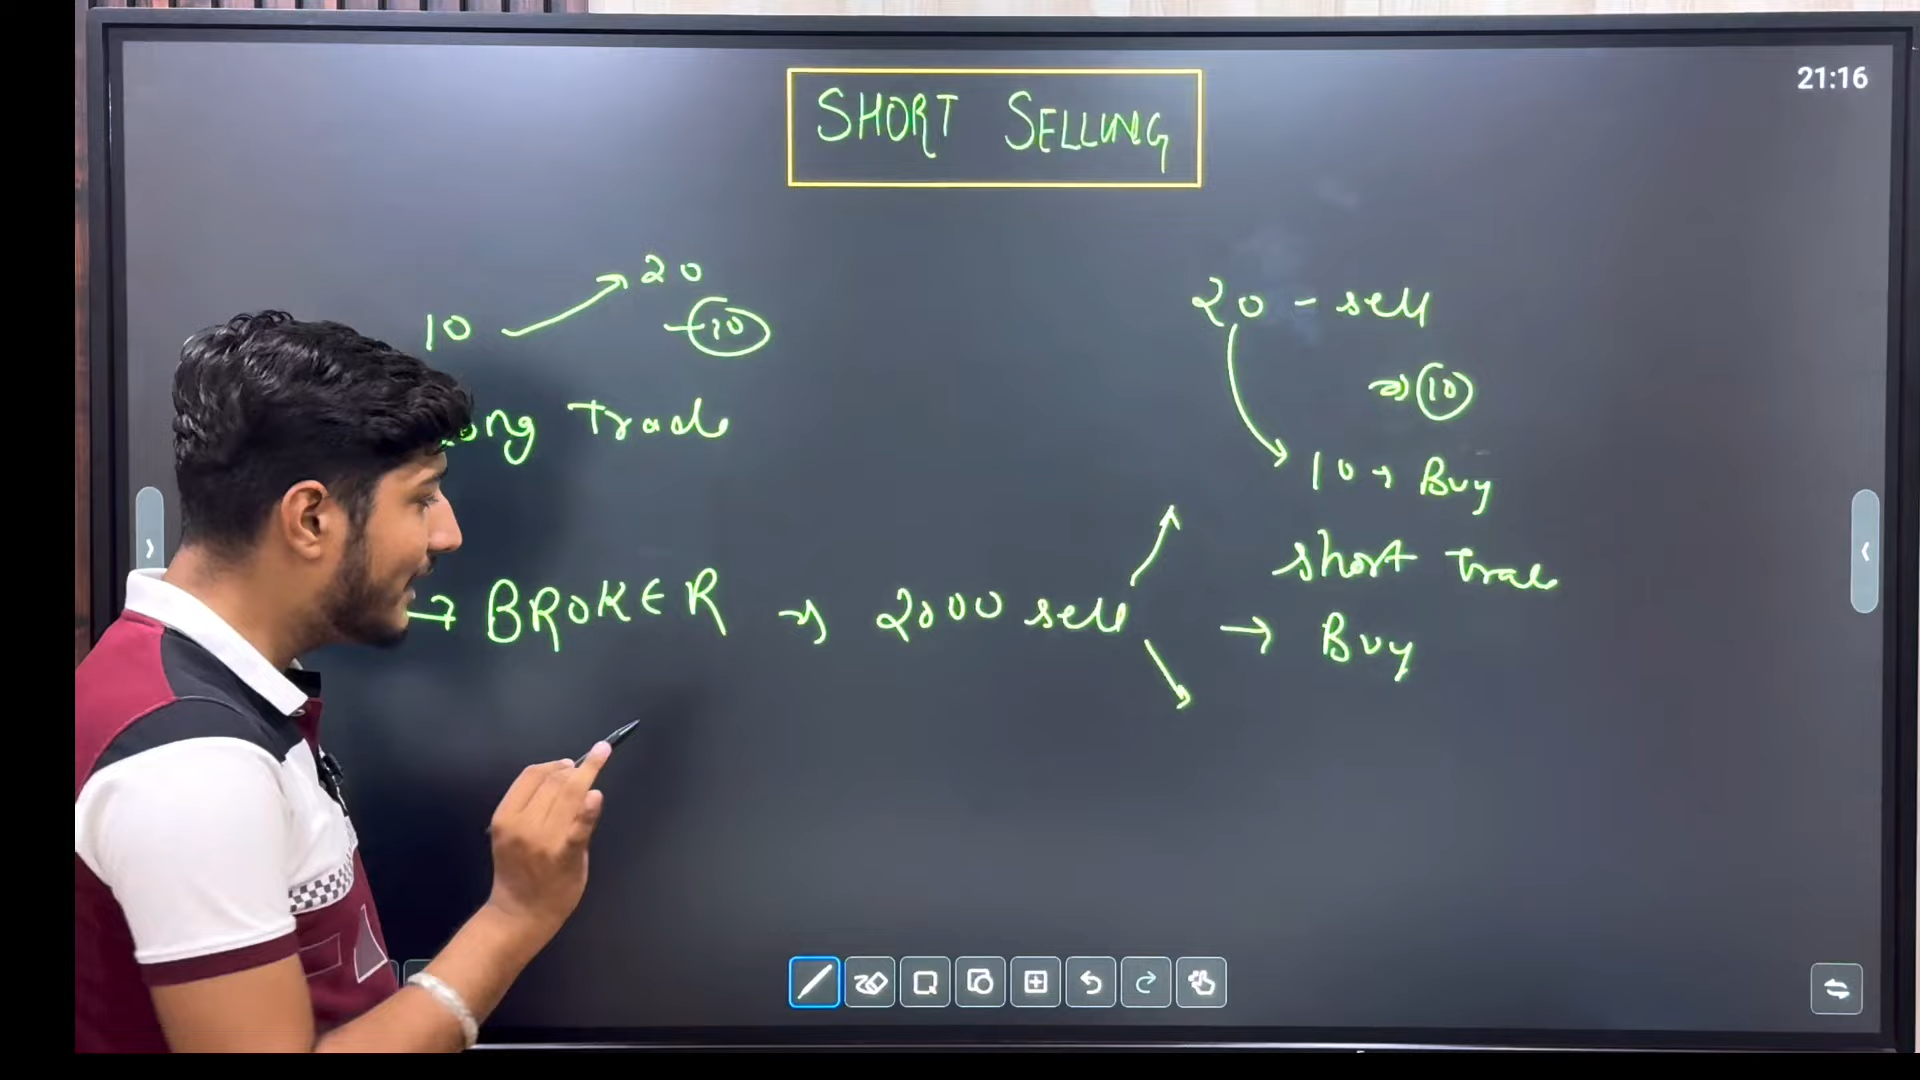 21:16
SHORT SELLING
10 → 20
10
Long Trade
20 - sell
⇒ 10
10 → Buy
short trade
→ BROKER → 2000 sell → Buy